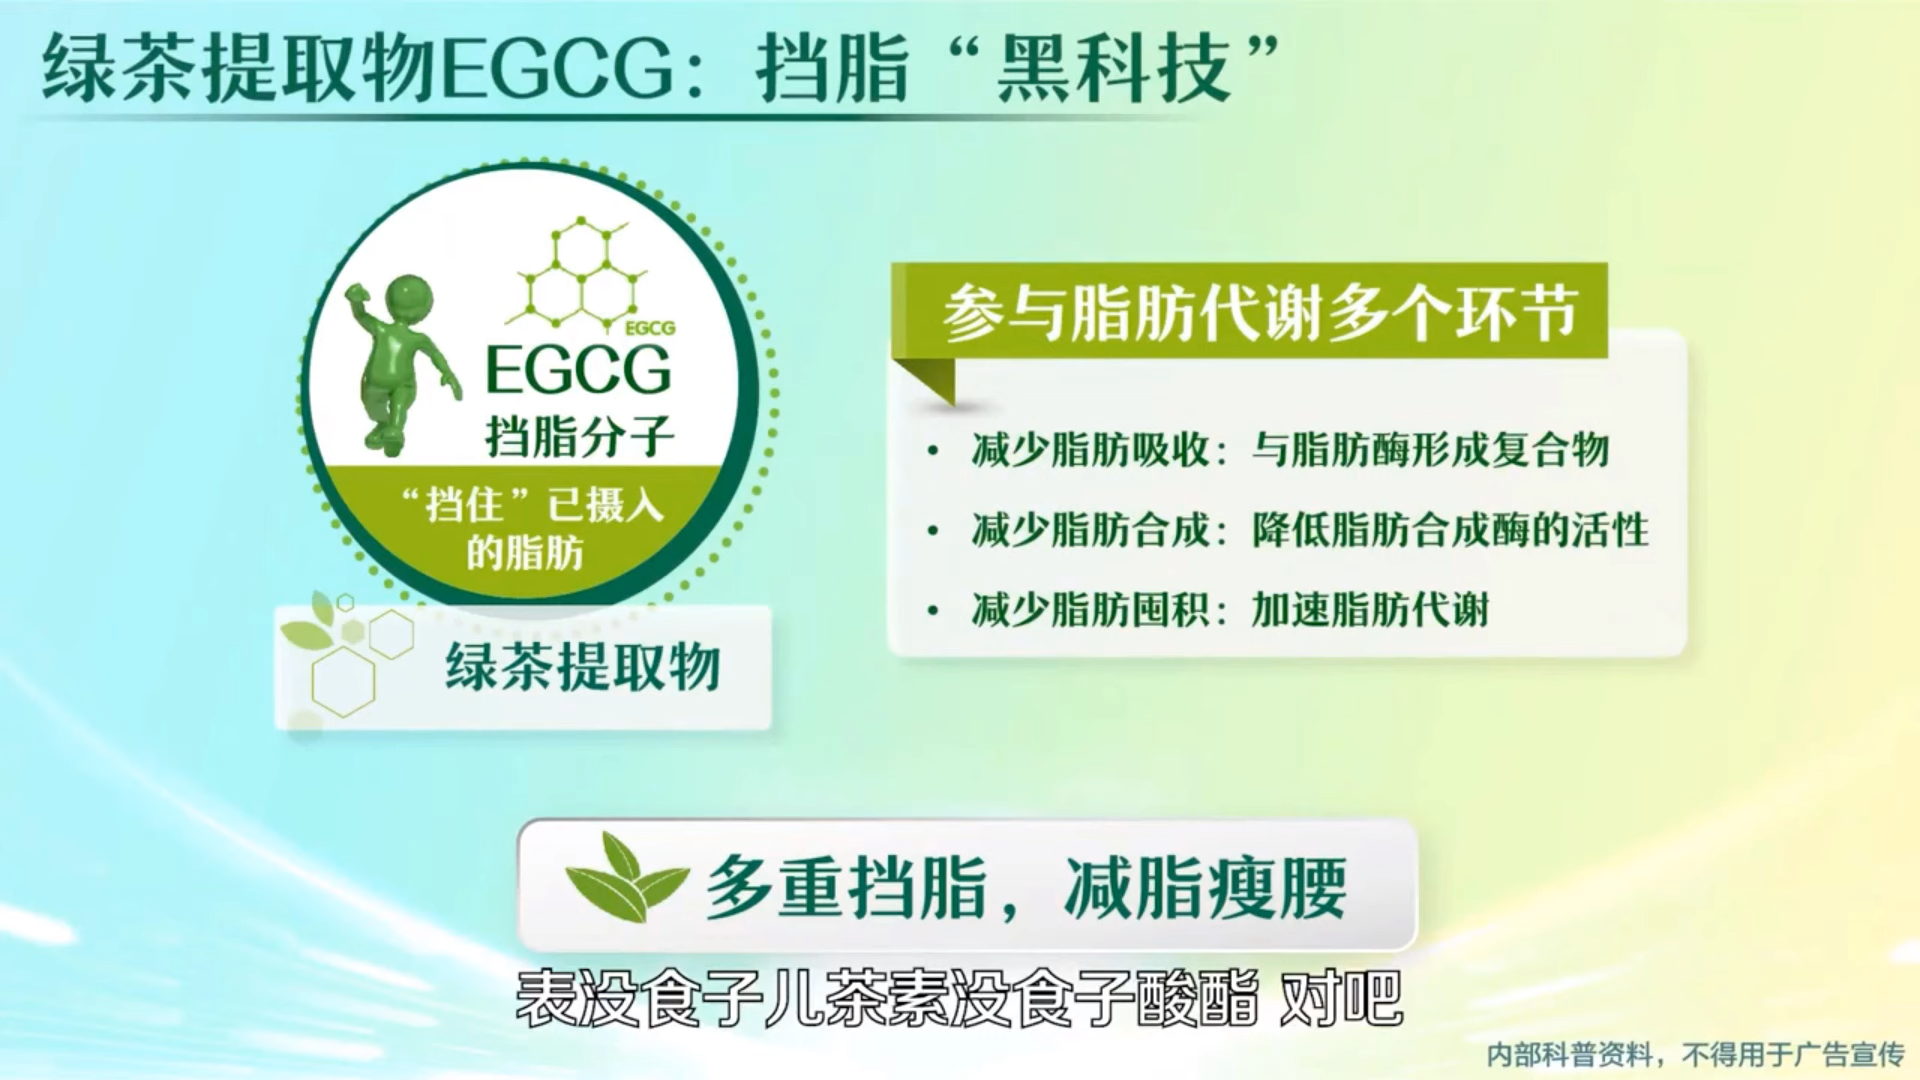 绿茶提取物EGCG：挡脂“黑科技”
EGCG
EGCG
挡脂分子
“挡住”已摄入
的脂肪
绿茶提取物
参与脂肪代谢多个环节
• 减少脂肪吸收：与脂肪酶形成复合物
• 减少脂肪合成：降低脂肪合成酶的活性
• 减少脂肪囤积：加速脂肪代谢
多重挡脂，减脂瘦腰
表没食子儿茶素没食子酸酯 对吧
内部科普资料，不得用于广告宣传